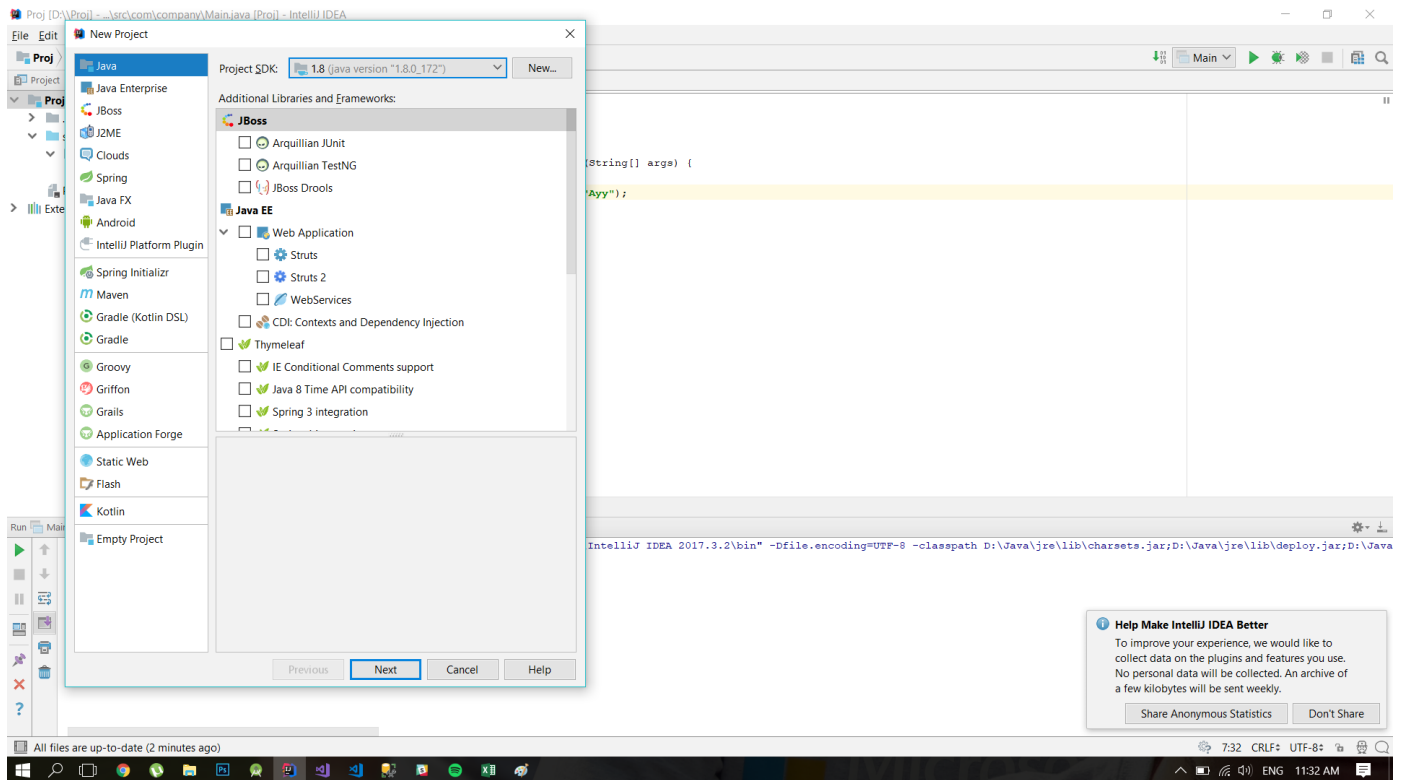 Proj [D:\\Proj] - ...\src\com\company\Main.java [Proj] - IntelliJ IDEA
File Edit
Proj
Main
Project
Proj
Exte
New Project
Java
Java Enterprise
JBoss
J2ME
Clouds
Spring
Java FX
Android
IntelliJ Platform Plugin
Spring Initializr
Maven
Gradle (Kotlin DSL)
Gradle
Groovy
Griffon
Grails
Application Forge
Static Web
Flash
Kotlin
Empty Project
Project SDK: 1.8 (java version "1.8.0_172") New...
Additional Libraries and Frameworks:
JBoss
Arquillian JUnit
Arquillian TestNG
JBoss Drools
Java EE
Web Application
Struts
Struts 2
WebServices
CDI: Contexts and Dependency Injection
Thymeleaf
IE Conditional Comments support
Java 8 Time API compatibility
Spring 3 integration
Previous Next Cancel Help
(String[] args) {
"Ayy");
Run Main
IntelliJ IDEA 2017.3.2\bin" -Dfile.encoding=UTF-8 -classpath D:\Java\jre\lib\charsets.jar;D:\Java\jre\lib\deploy.jar;D:\Java
Help Make IntelliJ IDEA Better
To improve your experience, we would like to
collect data on the plugins and features you use.
No personal data will be collected. An archive of
a few kilobytes will be sent weekly.
Share Anonymous Statistics Don't Share
All files are up-to-date (2 minutes ago)
7:32 CRLF UTF-8
ENG 11:32 AM